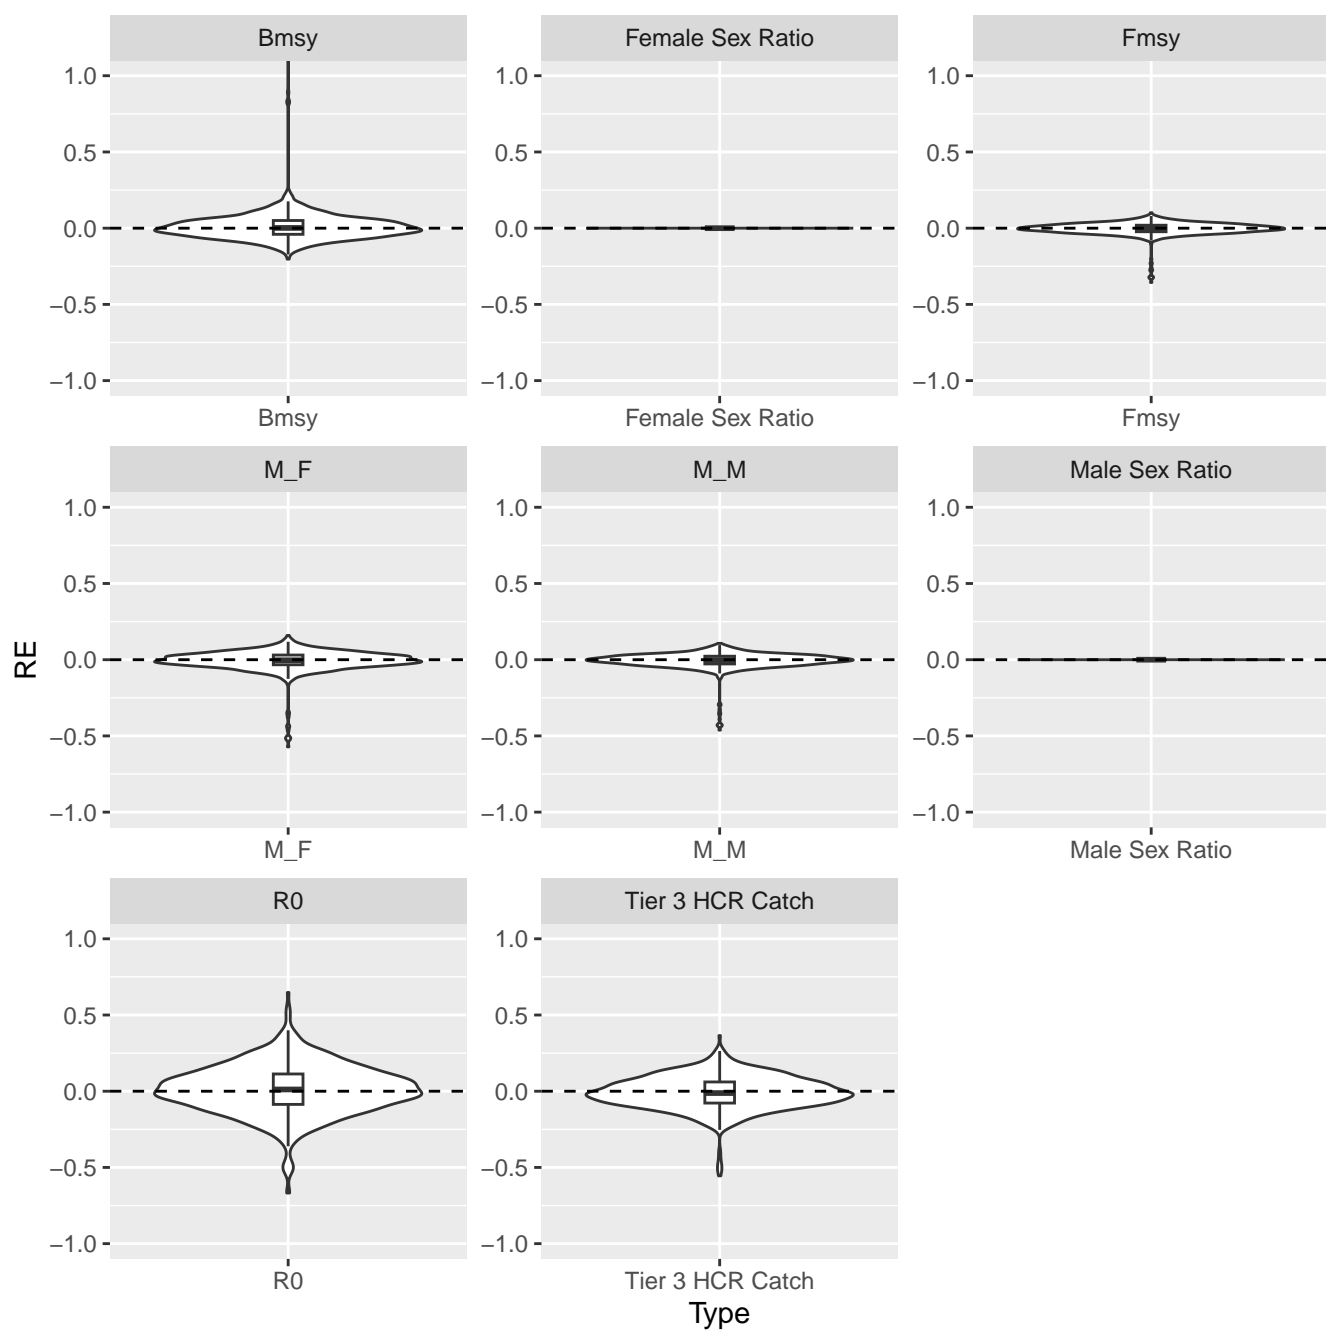 Bmsy Female Sex Ratio Fmsy
1.0 1.0 1.0
0.5 0.5 0.5
0.0 0.0 0.0
−0.5 −0.5 −0.5
−1.0 −1.0 −1.0
Bmsy Female Sex Ratio Fmsy
M_F M_M Male Sex Ratio
1.0 1.0 1.0
0.5 0.5 0.5
RE
0.0 0.0 0.0
−0.5 −0.5 −0.5
−1.0 −1.0 −1.0
M_F M_M Male Sex Ratio
R0 Tier 3 HCR Catch
1.0 1.0
0.5 0.5
0.0 0.0
−0.5 −0.5
−1.0 −1.0
R0 Tier 3 HCR Catch
Type